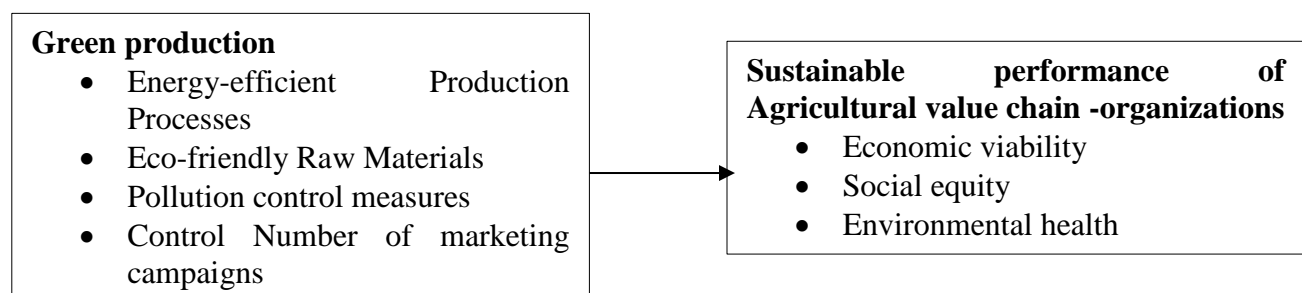 Green production
• Energy-efficient Production
Processes
• Eco-friendly Raw Materials
• Pollution control measures
• Control Number of marketing
campaigns
Sustainable performance of
Agricultural value chain -organizations
• Economic viability
• Social equity
• Environmental health